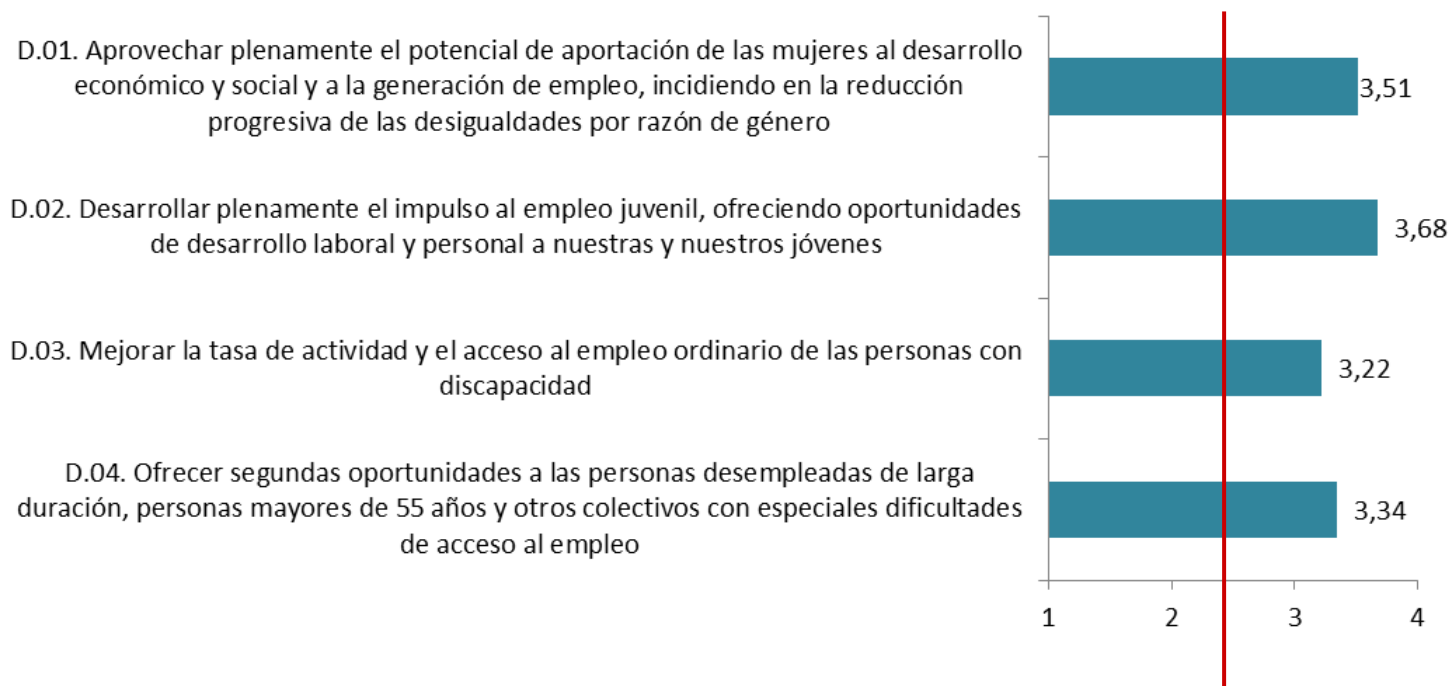 D.01. Aprovechar plenamente el potencial de aportación de las mujeres al desarrollo
económico y social y a la generación de empleo, incidiendo en la reducción
progresiva de las desigualdades por razón de género
3,51
D.02. Desarrollar plenamente el impulso al empleo juvenil, ofreciendo oportunidades
de desarrollo laboral y personal a nuestras y nuestros jóvenes
3,68
D.03. Mejorar la tasa de actividad y el acceso al empleo ordinario de las personas con
discapacidad
3,22
D.04. Ofrecer segundas oportunidades a las personas desempleadas de larga
duración, personas mayores de 55 años y otros colectivos con especiales dificultades
de acceso al empleo
3,34
1 2 3 4